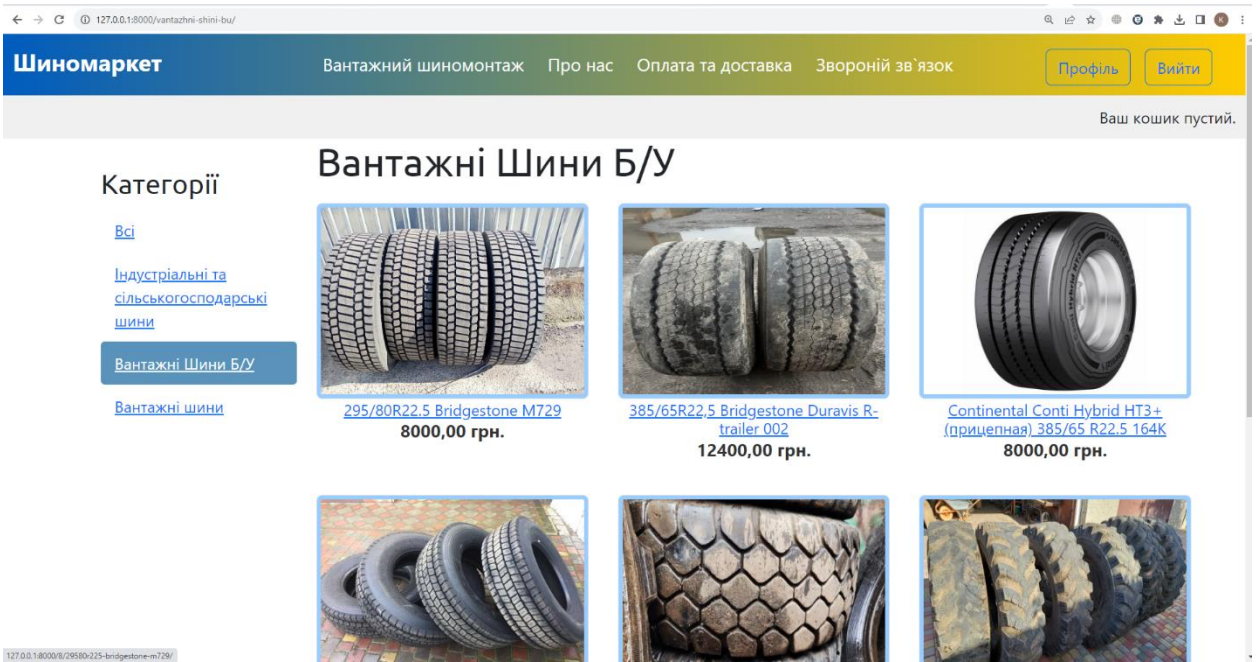 127.0.0.1:8000/vantazhni-shini-bu/
Шиномаркет
Вантажний шиномонтаж Про нас Оплата та доставка Звороній зв`язок
Профіль Вийти
Ваш кошик пустий.
Категорії
Всі
Індустріальні та
сільськогосподарські
шини
Вантажні Шини Б/У
Вантажні шини
Вантажні Шини Б/У
295/80R22.5 Bridgestone M729
8000,00 грн.
385/65R22,5 Bridgestone Duravis R-
trailer 002
12400,00 грн.
Continental Conti Hybrid HT3+
(прицепная) 385/65 R22.5 164K
8000,00 грн.
127.0.0.1:8000/8/29580r225-bridgestone-m729/